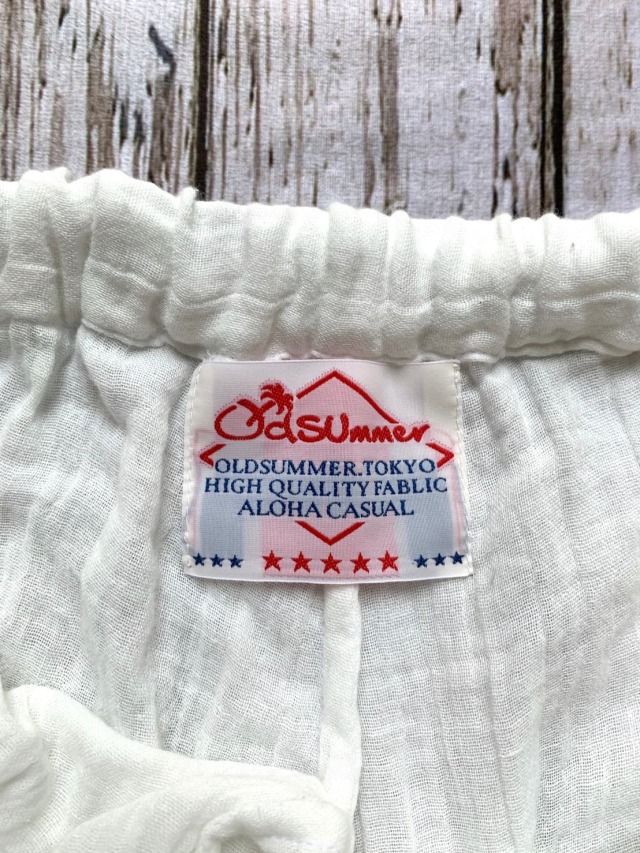 OldSUmmer
OLDSUMMER.TOKYO
HIGH QUALITY FABLIC
ALOHA CASUAL